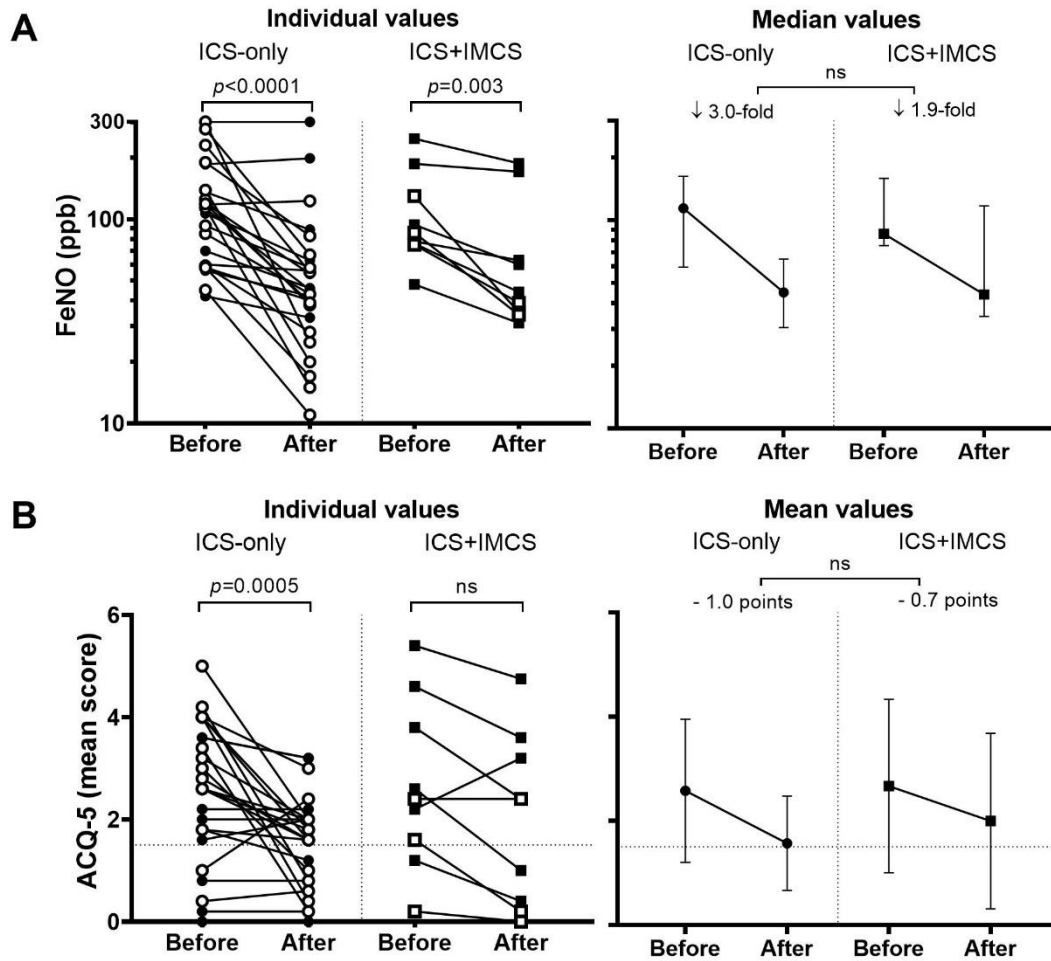 A
Individual values
ICS-only
ICS+IMCS
p<0.0001
p=0.003
300
100
10
FeNO (ppb)
Before
After
Before
After
Median values
ICS-only
ICS+IMCS
ns
↓ 3.0-fold
↓ 1.9-fold
Before
After
Before
After
B
Individual values
ICS-only
ICS+IMCS
p=0.0005
ns
6
4
2
0
ACQ-5 (mean score)
Before
After
Before
After
Mean values
ICS-only
ICS+IMCS
ns
- 1.0 points
- 0.7 points
Before
After
Before
After